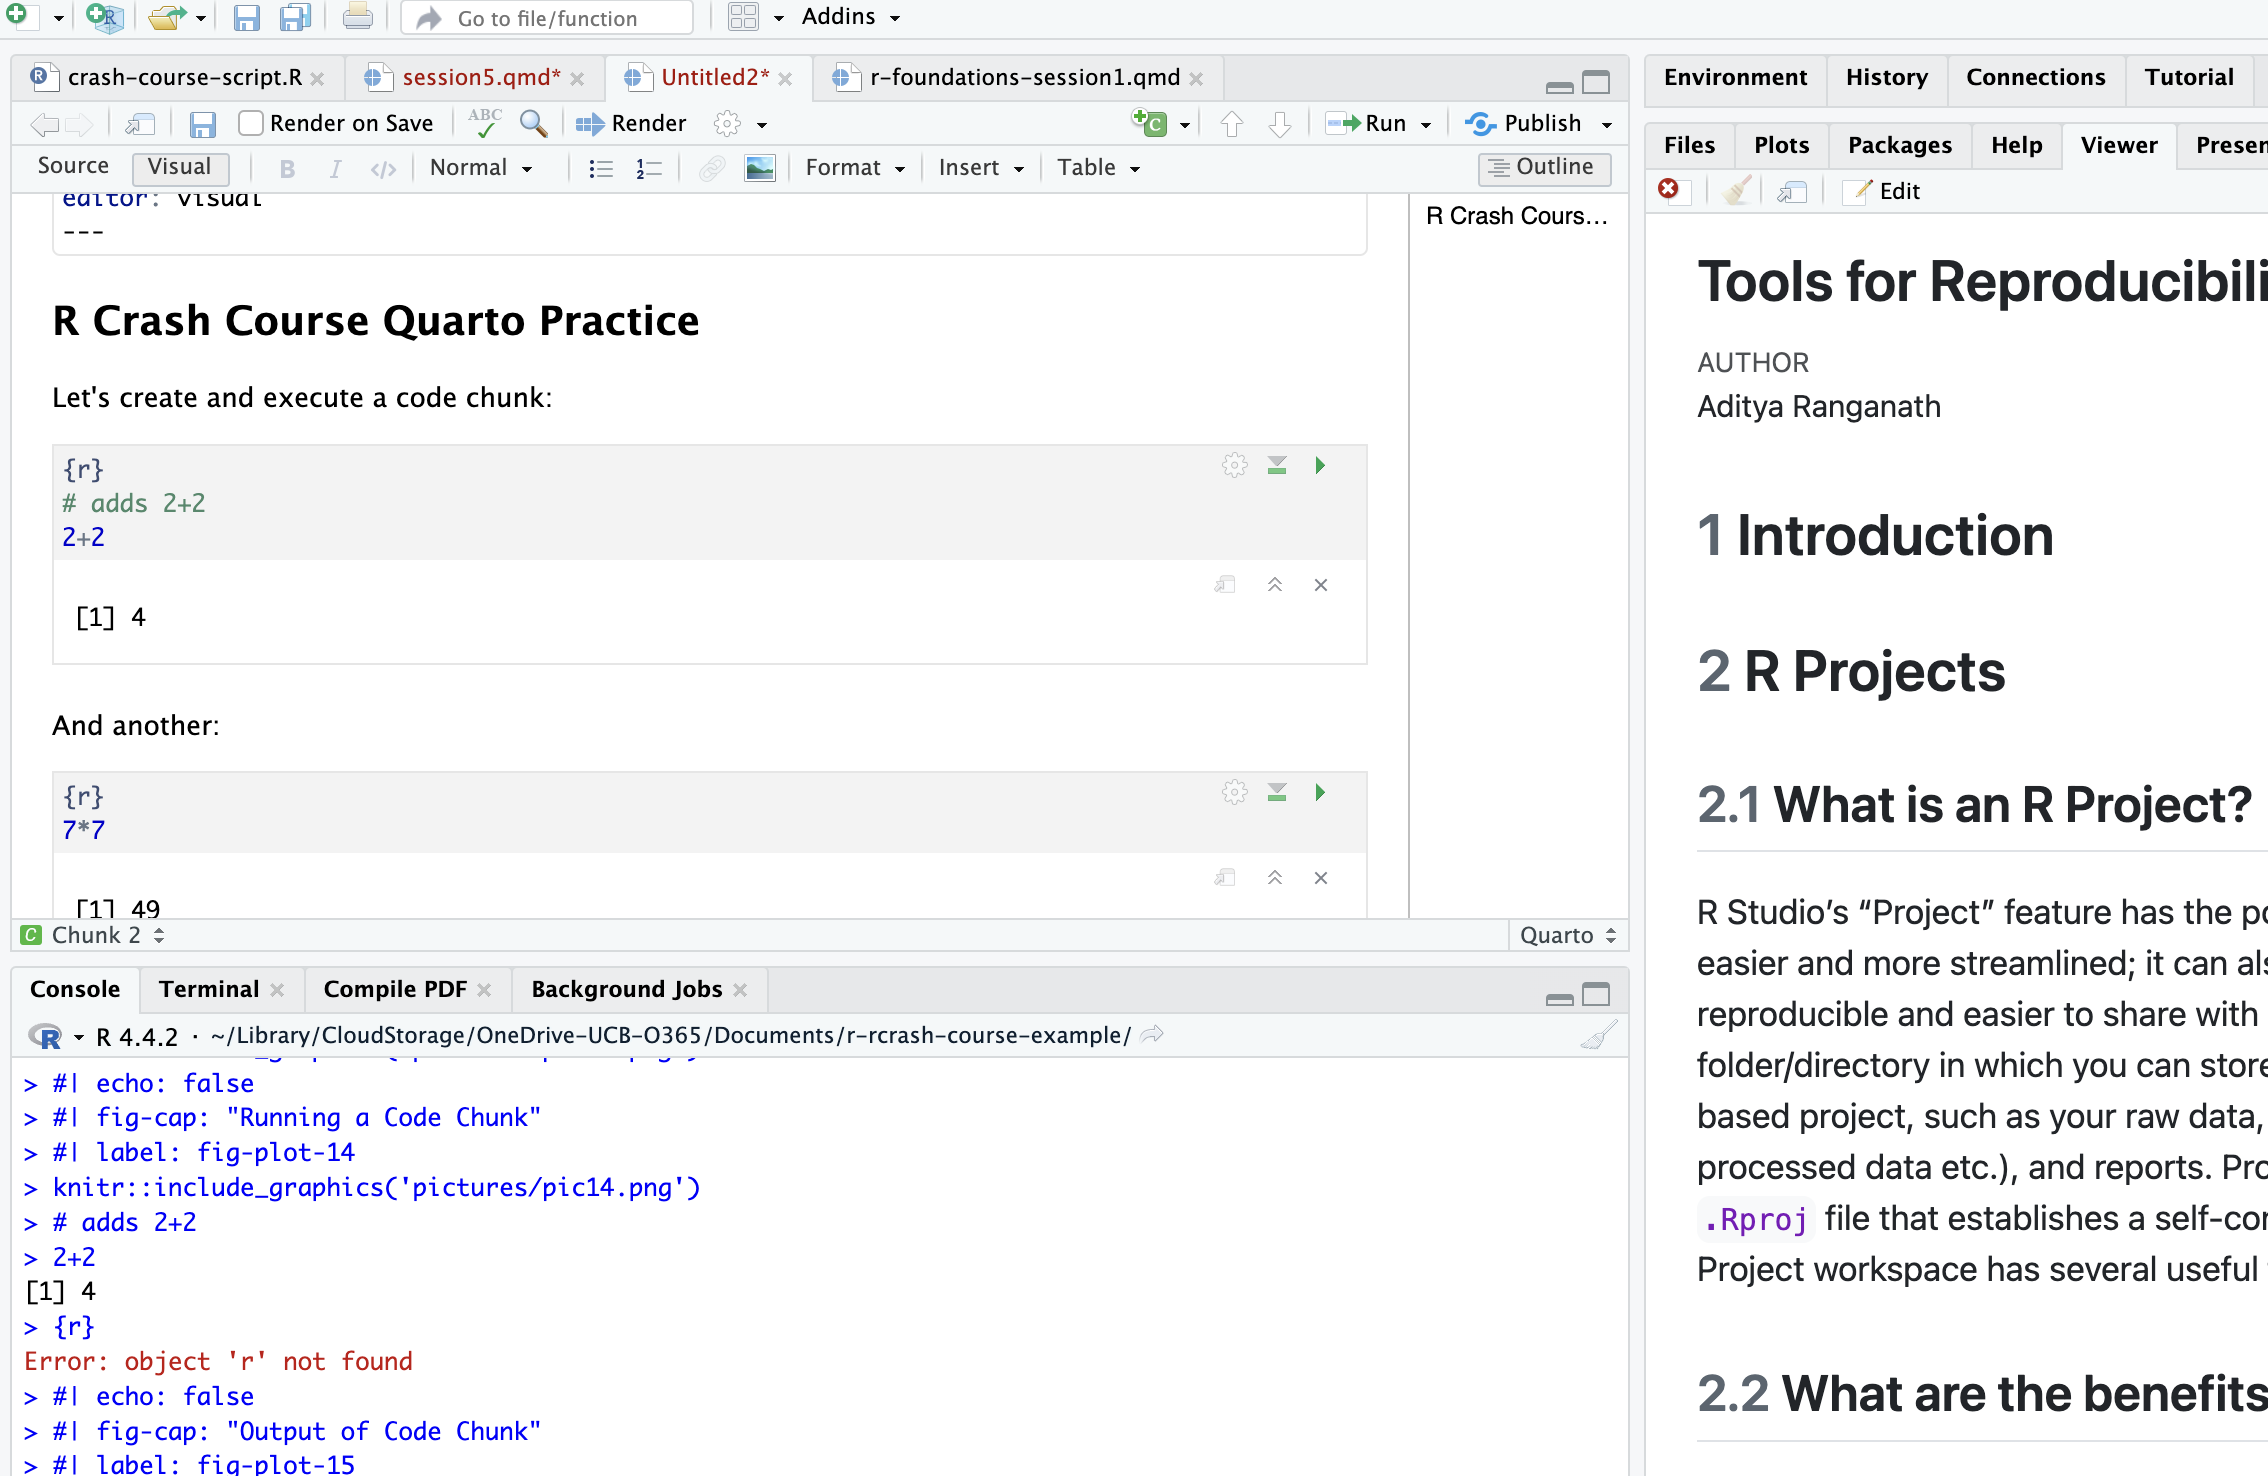 Go to file/function
Addins
crash-course-script.R
session5.qmd*
Untitled2*
r-foundations-session1.qmd
Render on Save
ABC
Render
C
Run
Publish
Source
Visual
B
I
</>
Normal
Format
Insert
Table
Outline
editor: visual
---
R Crash Course Quarto Practice
Let's create and execute a code chunk:
{r}
# adds 2+2
2+2
[1] 4
And another:
{r}
7*7
[1] 49
R Crash Cours...
C Chunk 2
Quarto
Console
Terminal
Compile PDF
Background Jobs
R 4.4.2 · ~/Library/CloudStorage/OneDrive-UCB-O365/Documents/r-rcrash-course-example/
> #| echo: false
> #| fig-cap: "Running a Code Chunk"
> #| label: fig-plot-14
> knitr::include_graphics('pictures/pic14.png')
> # adds 2+2
> 2+2
[1] 4
> {r}
Error: object 'r' not found
> #| echo: false
> #| fig-cap: "Output of Code Chunk"
> #| label: fig-plot-15
Environment
History
Connections
Tutorial
Files
Plots
Packages
Help
Viewer
Presen
Edit
Tools for Reproducibili
AUTHOR
Aditya Ranganath
1 Introduction
2 R Projects
2.1 What is an R Project?
R Studio's “Project” feature has the po
easier and more streamlined; it can als
reproducible and easier to share with
folder/directory in which you can store
based project, such as your raw data,
processed data etc.), and reports. Pro
.Rproj file that establishes a self-con
Project workspace has several useful
2.2 What are the benefits